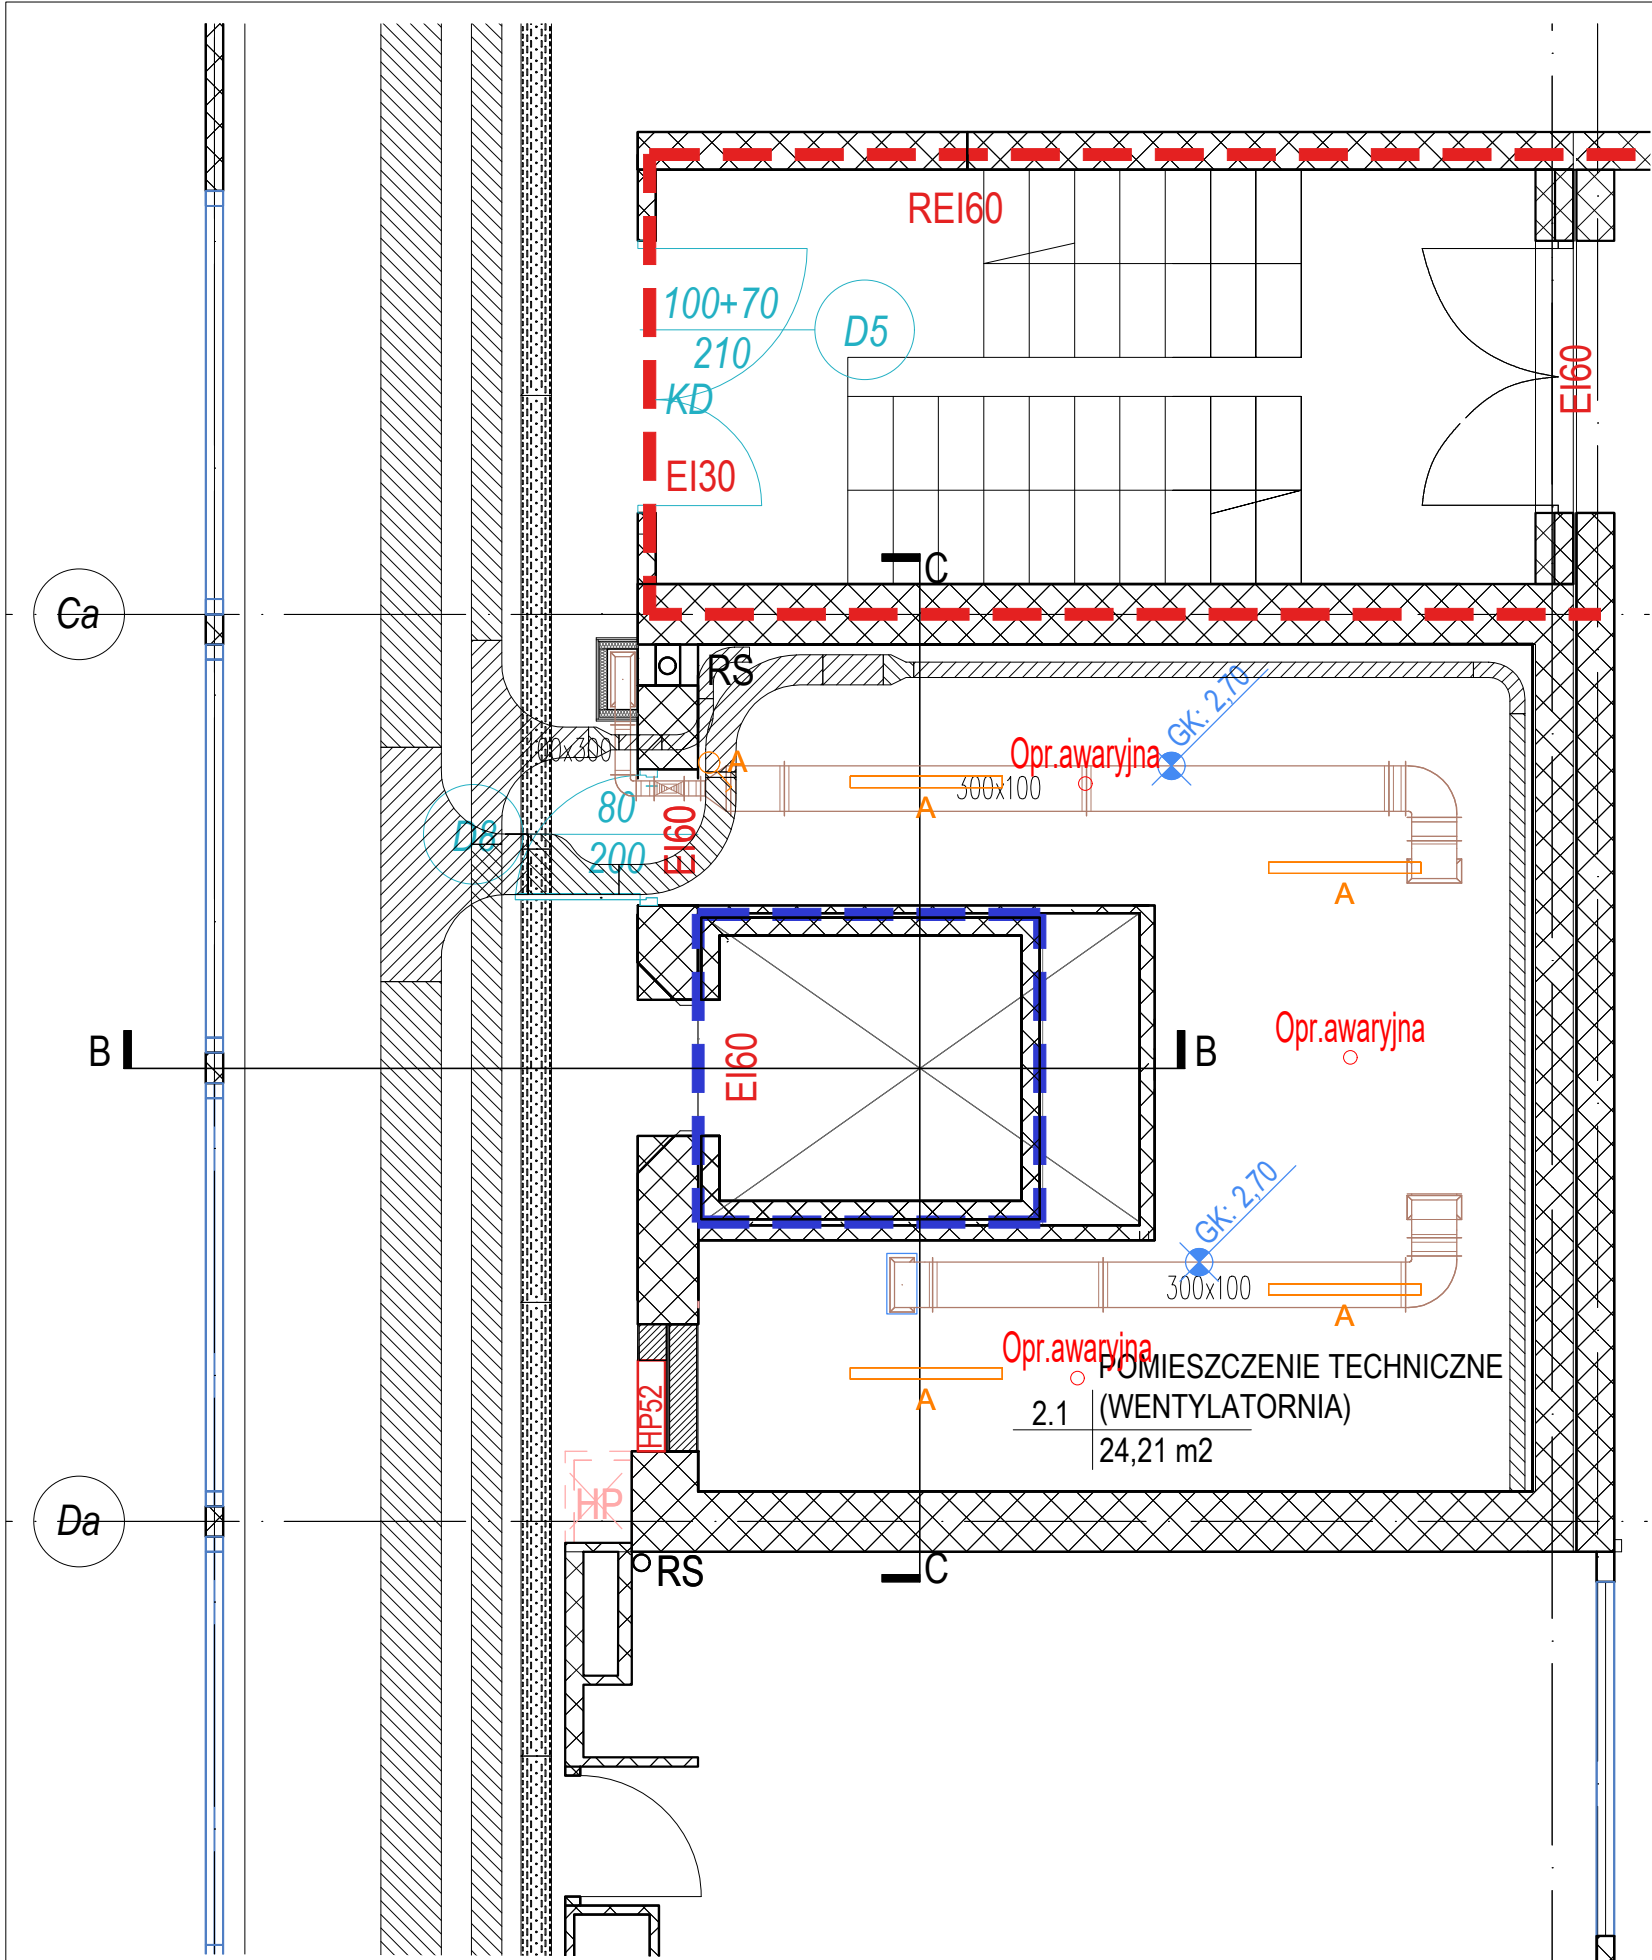 REI60
100+70
210
D5
KD
EI30
EI60
C
Ca
RS
GK: 2,70
Opr.awaryjna
A
300x100
A
D8
80
200
EI60
A
B
EI60
B
Opr.awaryjna
GK: 2,70
300x100
A
Opr.awaryjna
A
POMIESZCZENIE TECHNICZNE
2.1
(WENTYLATORNIA)
24,21 m2
HP52
HP
Da
RS
C